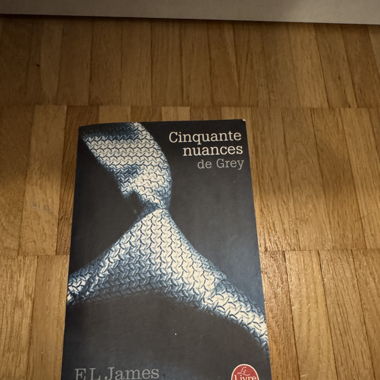 Cinquante
nuances
de Grey
E L James
Le
Livre